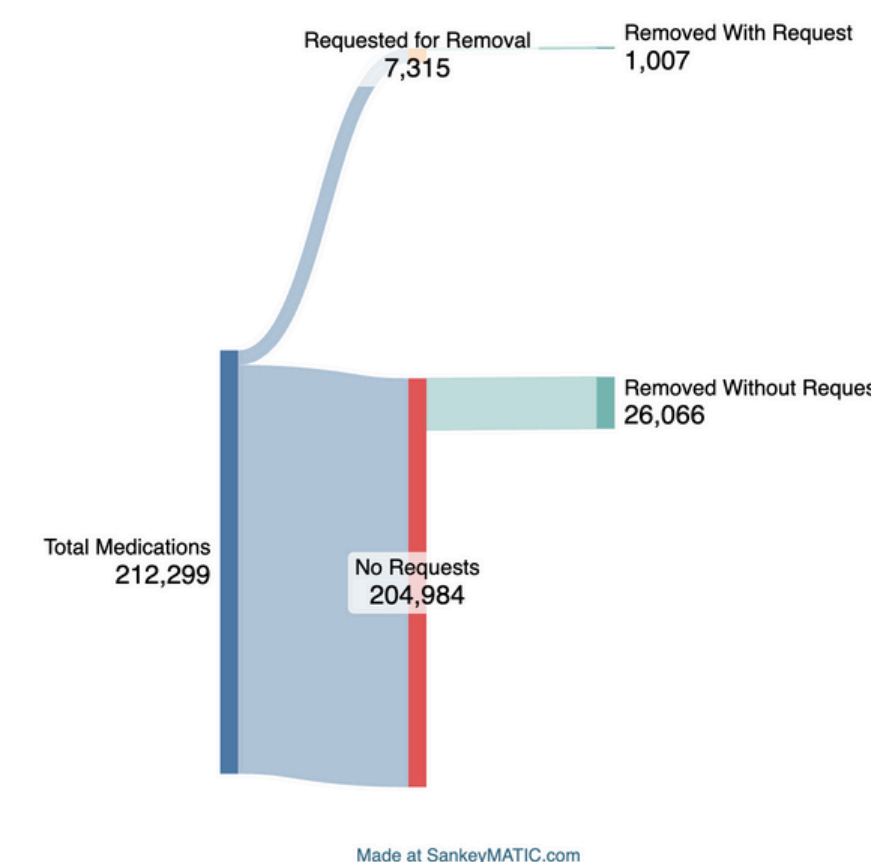 Requested for Removal
7,315
Removed With Request
1,007
Removed Without Reques
26,066
Total Medications
212,299
No Requests
204,984
Made at SankeyMATIC.com